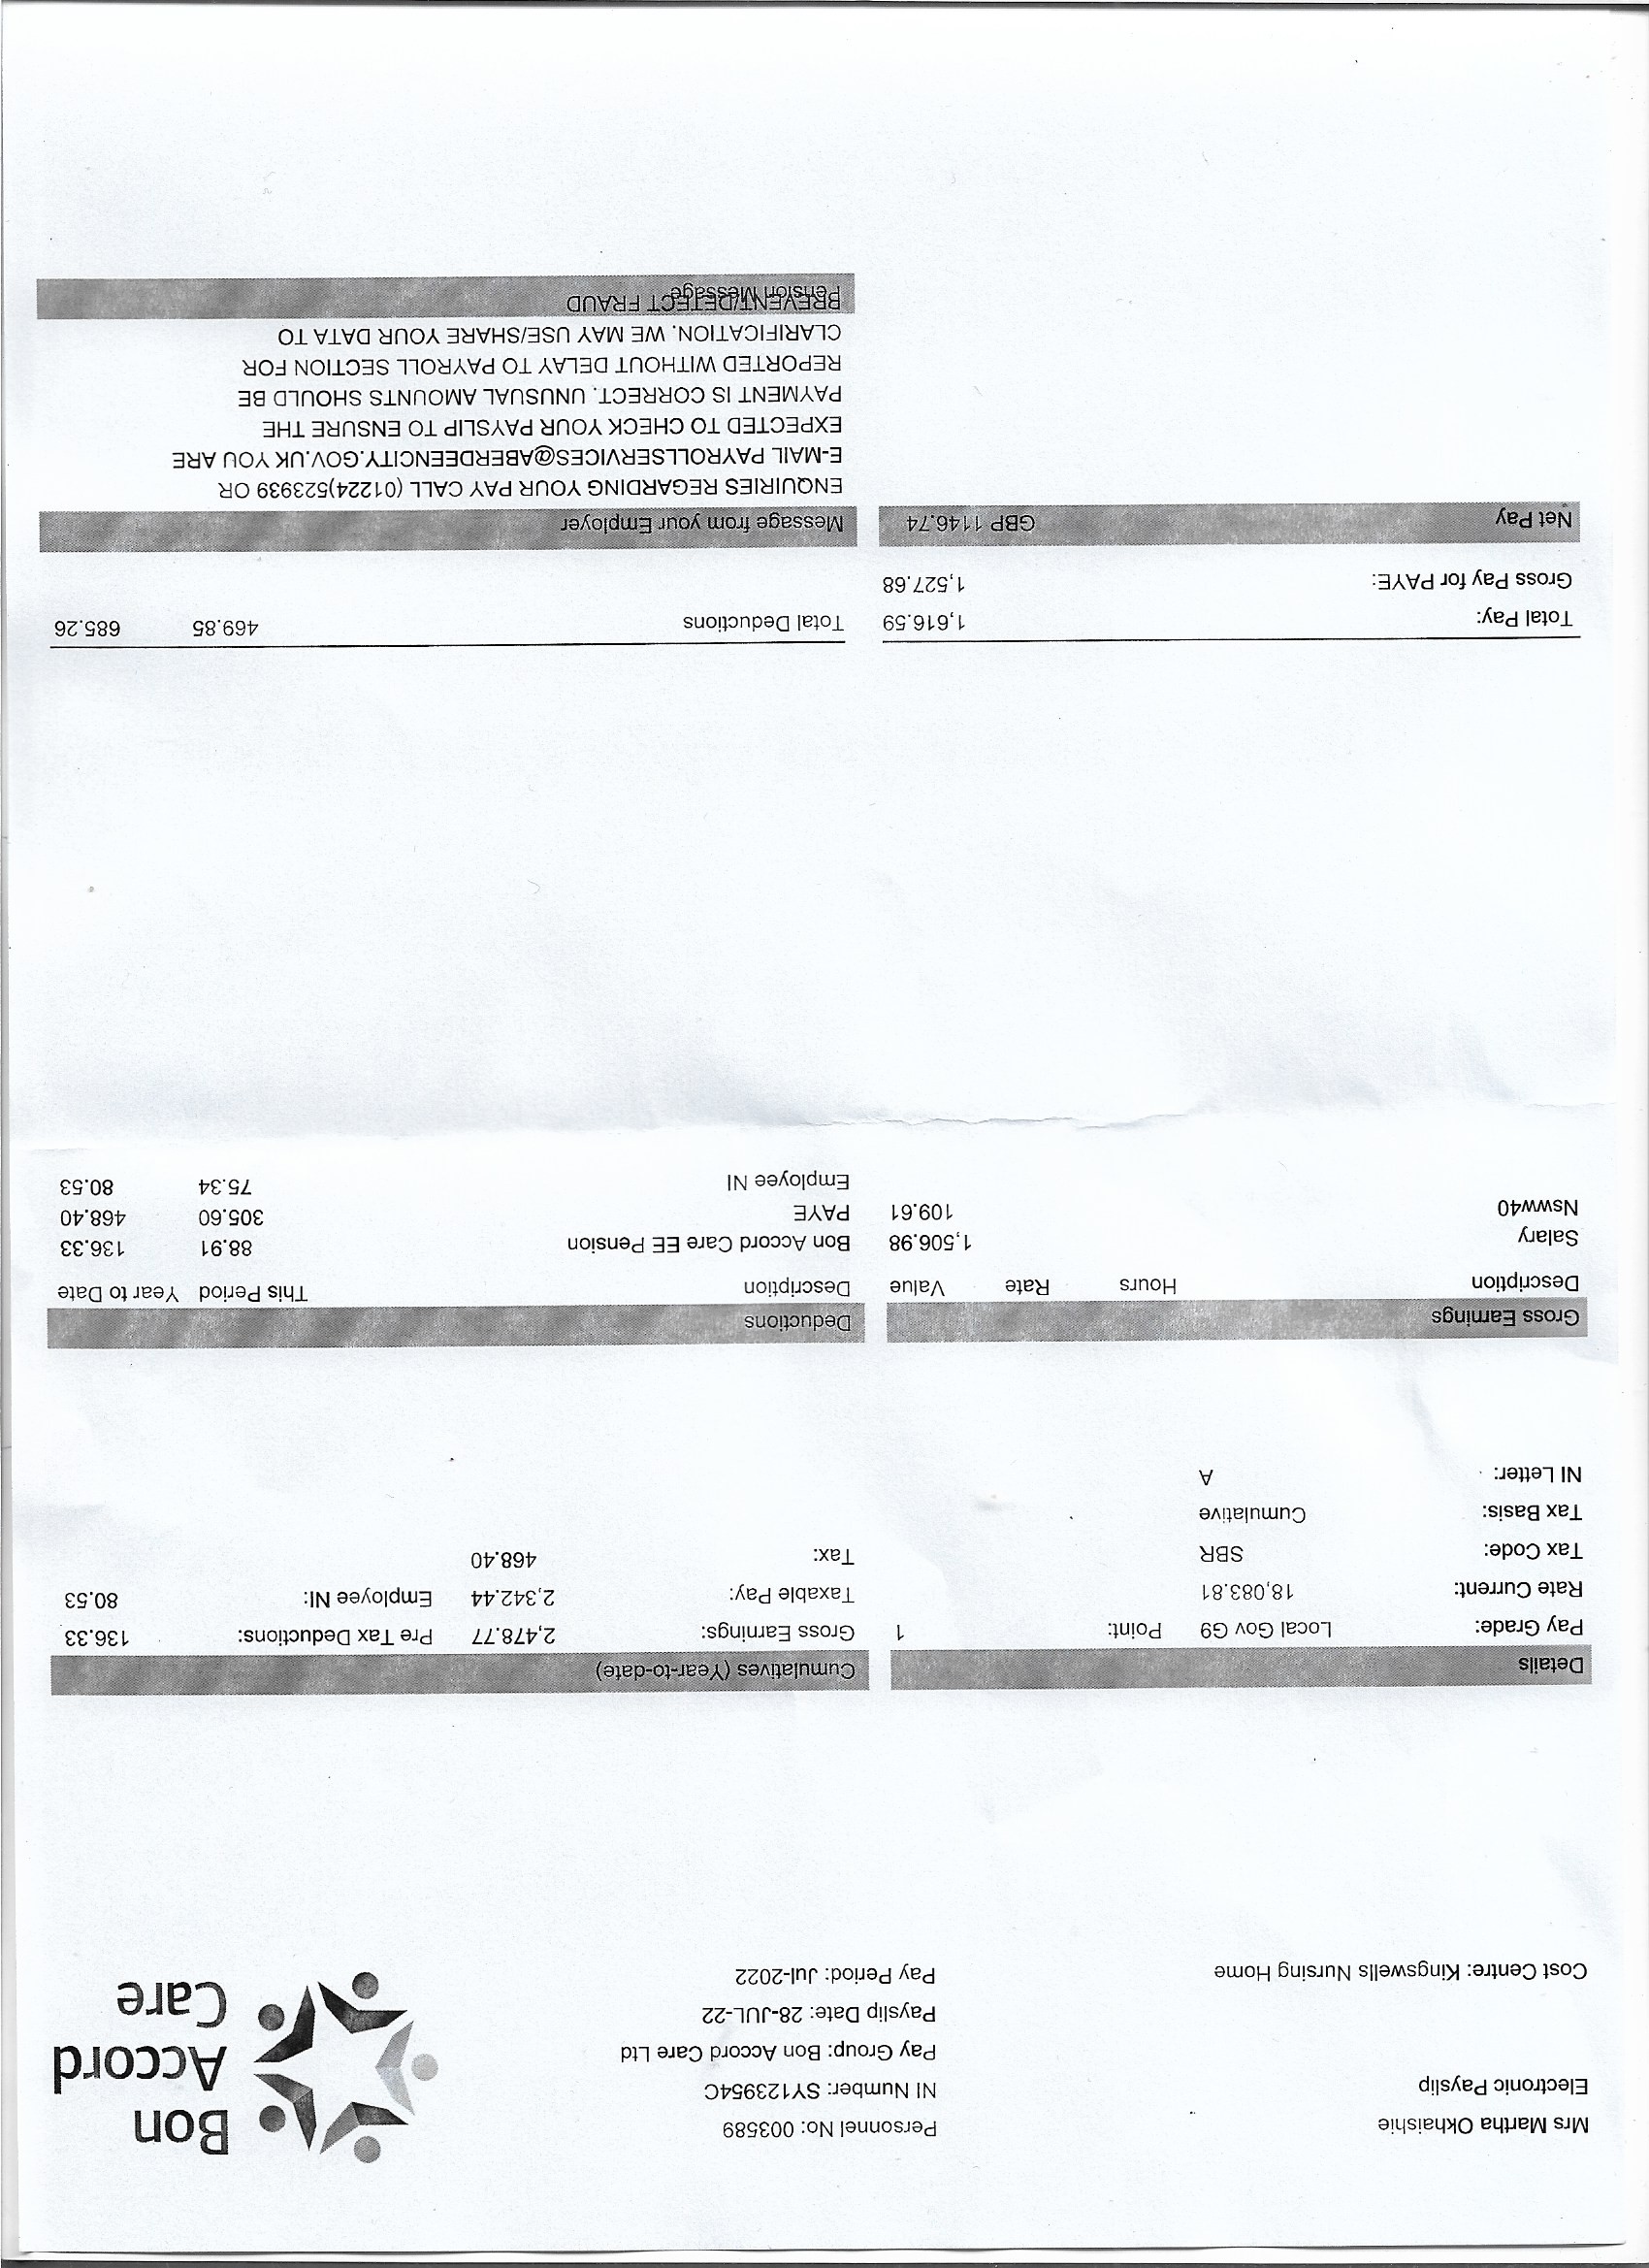 Mrs Martha Okhaishie
Electronic Payslip
Cost Centre: Kingswells Nursing Home
Personnel No: 003589
NI Number: SY123954C
Pay Group: Bon Accord Care Ltd
Payslip Date: 28-JUL-22
Pay Period: Jul-2022
Bon
Accord
Care
Details
Pay Grade: Local Gov G9 Point: 1
Rate Current: 18,083.81
Tax Code: SBR
Tax Basis: Cumulative
NI Letter: A
Cumulatives (Year-to-date)
Gross Earnings: 2,478.77 Pre Tax Deductions: 136.33
Taxable Pay: 2,342.44 Employee NI: 80.53
Tax: 468.40
Gross Earnings
Description Hours Rate Value
Salary 1,506.98
Nsww40 109.61
Deductions
Description This Period Year to Date
Bon Accord Care EE Pension 88.91 136.33
PAYE 305.60 468.40
Employee NI 75.34 80.53
Total Pay: 1,616.59
Gross Pay for PAYE: 1,527.68
Total Deductions 469.85 685.26
Net Pay GBP 1146.74
Message from your Employer
ENQUIRIES REGARDING YOUR PAY CALL (01224)523939 OR
E-MAIL PAYROLLSERVICES@ABERDEENCITY.GOV.UK YOU ARE
EXPECTED TO CHECK YOUR PAYSLIP TO ENSURE THE
PAYMENT IS CORRECT. UNUSUAL AMOUNTS SHOULD BE
REPORTED WITHOUT DELAY TO PAYROLL SECTION FOR
CLARIFICATION. WE MAY USE/SHARE YOUR DATA TO
PREVENT/DETECT FRAUD
Pension Message